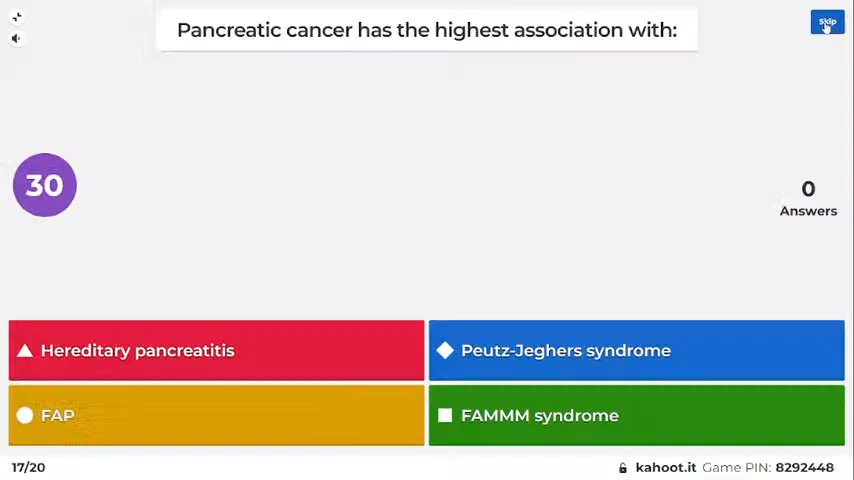 Pancreatic cancer has the highest association with:
Skip
30
0
Answers
Hereditary pancreatitis
Peutz-Jeghers syndrome
FAP
FAMMM syndrome
17/20
kahoot.it Game PIN: 8292448